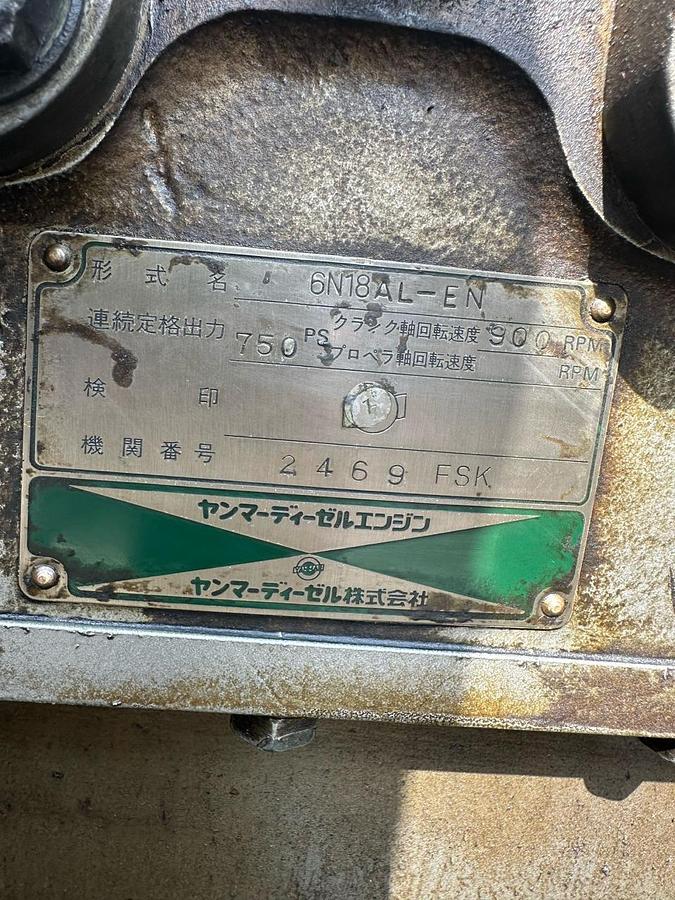 形式名 6N18AL-EN
連続定格出力 750 PS クランク軸回転速度 900 RPM
プロペラ軸回転速度 RPM
検印
機関番号 2469 FSK
ヤンマーディーゼルエンジン
ヤンマーディーゼル株式会社